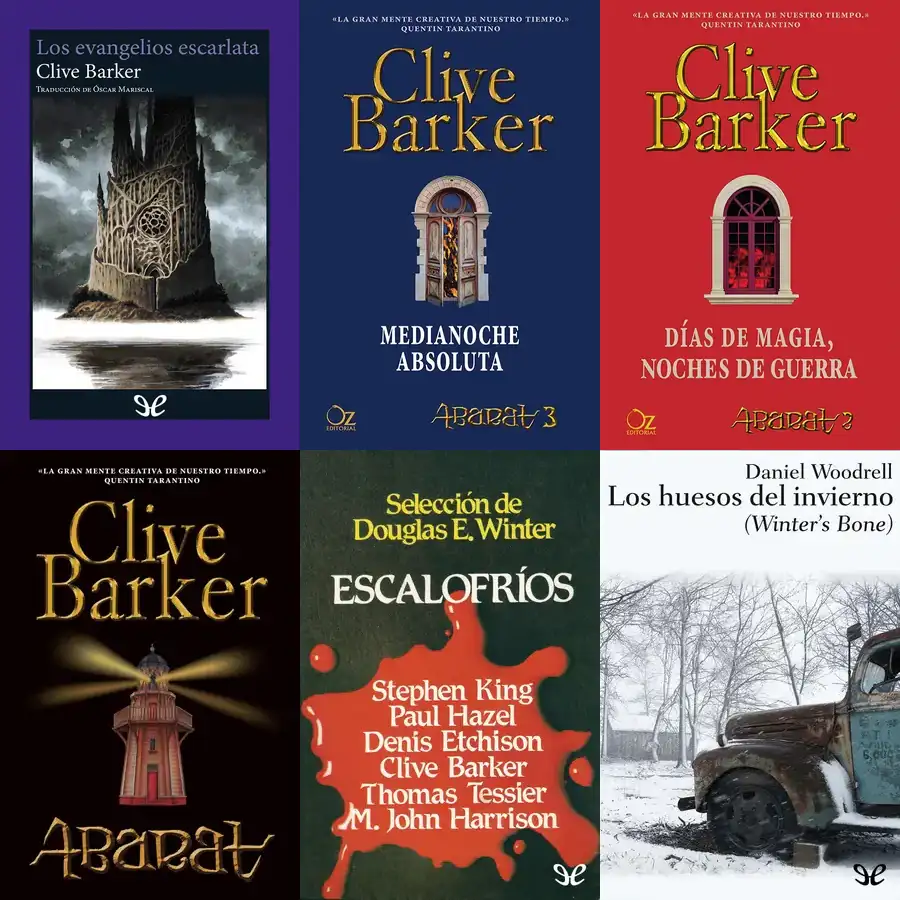 Los evangelios escarlata
Clive Barker
Traducción de Óscar Mariscal
«LA GRAN MENTE CREATIVA DE NUESTRO TIEMPO.»
QUENTIN TARANTINO
Clive
Barker
MEDIANOCHE
ABSOLUTA
OZ
EDITORIAL
ABARAT 3
«LA GRAN MENTE CREATIVA DE NUESTRO TIEMPO.»
QUENTIN TARANTINO
Clive
Barker
DÍAS DE MAGIA,
NOCHES DE GUERRA
OZ
EDITORIAL
ABARAT 2
«LA GRAN MENTE CREATIVA DE NUESTRO TIEMPO.»
QUENTIN TARANTINO
Clive
Barker
ABARAT
Selección de
Douglas E. Winter
ESCALOFRÍOS
Stephen King
Paul Hazel
Denis Etchison
Clive Barker
Thomas Tessier
M. John Harrison
Daniel Woodrell
Los huesos del invierno
(Winter's Bone)